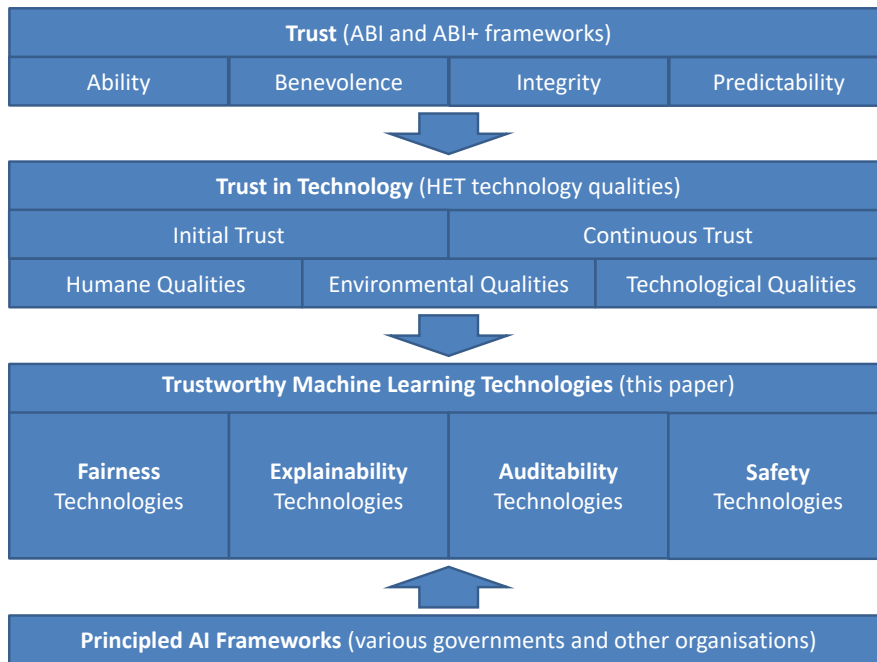 Trust (ABI and ABI+ frameworks)
Ability
Benevolence
Integrity
Predictability
Trust in Technology (HET technology qualities)
Initial Trust
Continuous Trust
Humane Qualities
Environmental Qualities
Technological Qualities
Trustworthy Machine Learning Technologies (this paper)
Fairness
Technologies
Explainability
Technologies
Auditability
Technologies
Safety
Technologies
Principled AI Frameworks (various governments and other organisations)